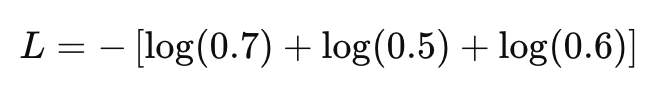 L = − [log(0.7) + log(0.5) + log(0.6)]